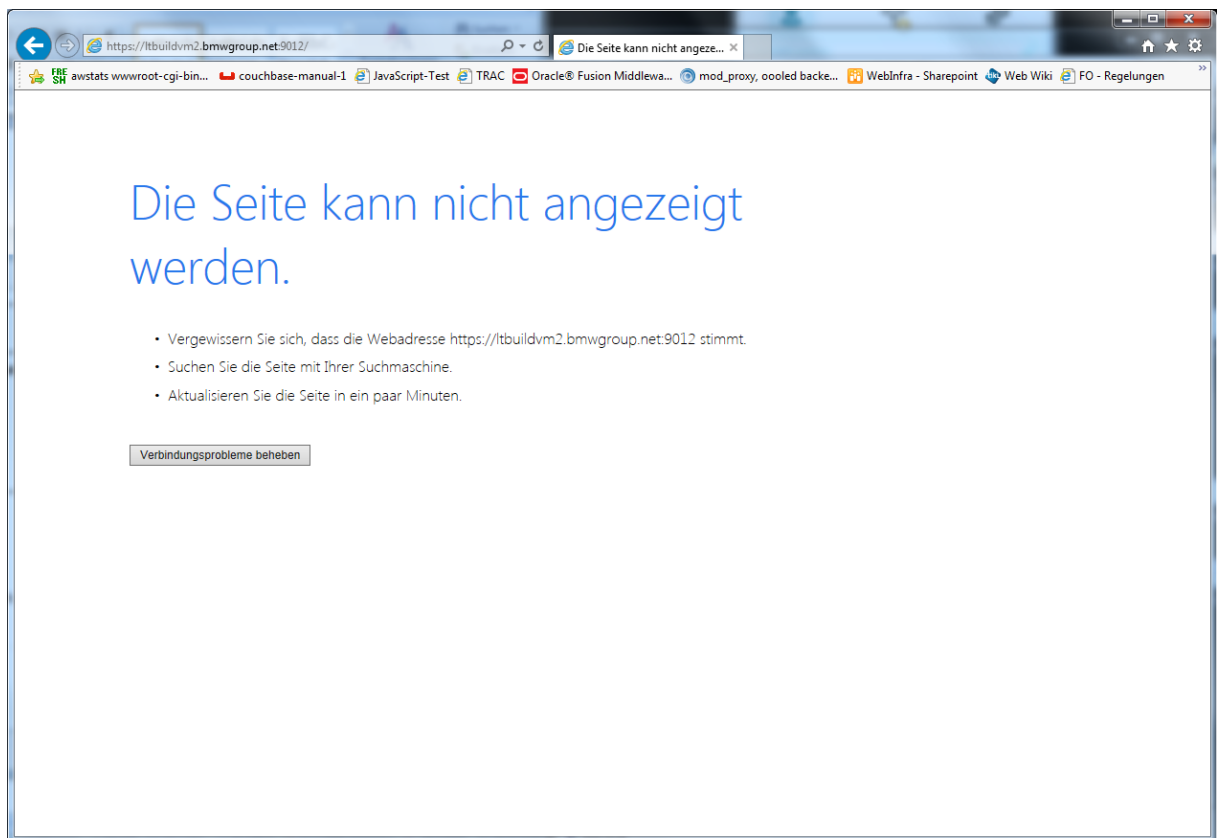 https://ltbuildvm2.bmwgroup.net:9012/
Die Seite kann nicht angeze...
FRE SH awstats wwwroot-cgi-bin... couchbase-manual-1 JavaScript-Test TRAC Oracle® Fusion Middlewa... mod_proxy, oooled backe... WebInfra - Sharepoint Web Wiki FO - Regelungen
Die Seite kann nicht angezeigt
werden.
• Vergewissern Sie sich, dass die Webadresse https://ltbuildvm2.bmwgroup.net:9012 stimmt.
• Suchen Sie die Seite mit Ihrer Suchmaschine.
• Aktualisieren Sie die Seite in ein paar Minuten.
Verbindungsprobleme beheben